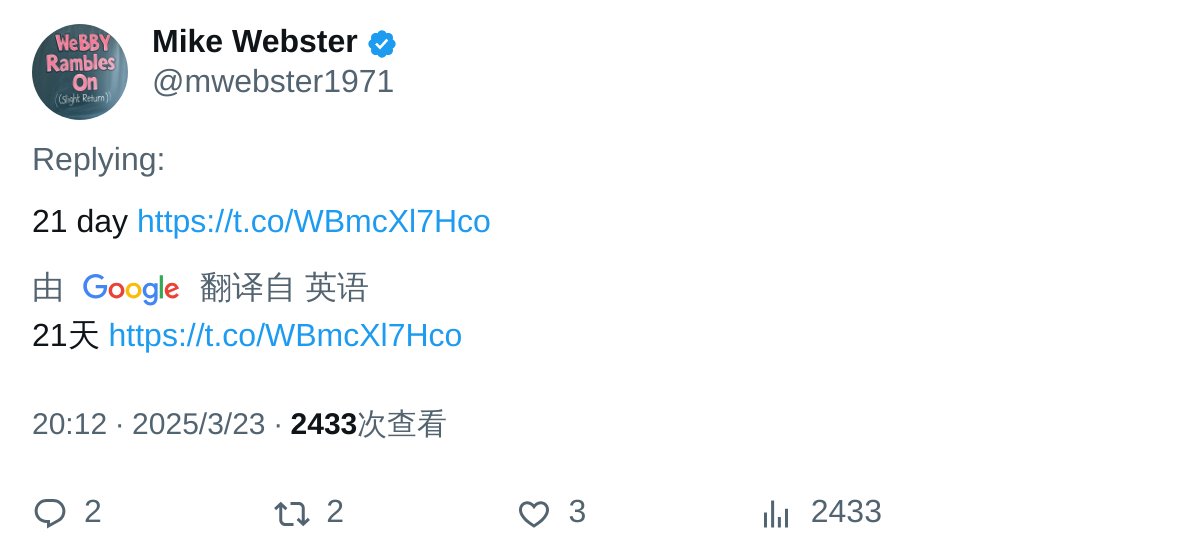 WeBBY
Rambles
On
((Slight Return))
Mike Webster
@mwebster1971
Replying:
21 day https://t.co/WBmcXl7Hco
由 Google 翻译自 英语
21天 https://t.co/WBmcXl7Hco
20:12 · 2025/3/23 · 2433次查看
2 2 3 2433